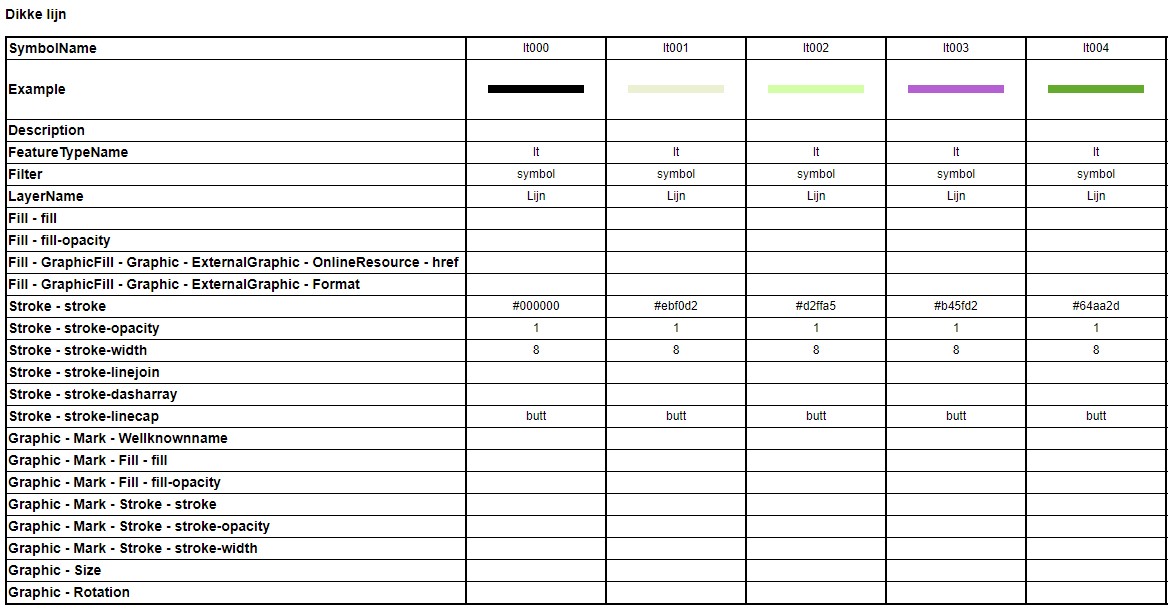 Dikke lijn
SymbolName lt000 lt001 lt002 lt003 lt004
Example
Description
FeatureTypeName lt lt lt lt lt
Filter symbol symbol symbol symbol symbol
LayerName Lijn Lijn Lijn Lijn Lijn
Fill - fill
Fill - fill-opacity
Fill - GraphicFill - Graphic - ExternalGraphic - OnlineResource - href
Fill - GraphicFill - Graphic - ExternalGraphic - Format
Stroke - stroke #000000 #ebf0d2 #d2ffa5 #b45fd2 #64aa2d
Stroke - stroke-opacity 1 1 1 1 1
Stroke - stroke-width 8 8 8 8 8
Stroke - stroke-linejoin
Stroke - stroke-dasharray
Stroke - stroke-linecap butt butt butt butt butt
Graphic - Mark - Wellknownname
Graphic - Mark - Fill - fill
Graphic - Mark - Fill - fill-opacity
Graphic - Mark - Stroke - stroke
Graphic - Mark - Stroke - stroke-opacity
Graphic - Mark - Stroke - stroke-width
Graphic - Size
Graphic - Rotation